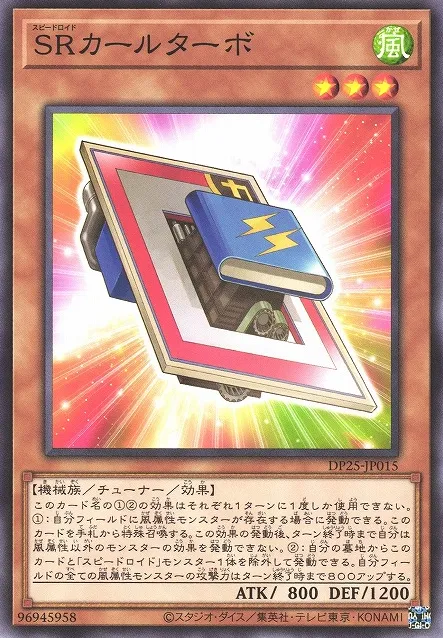 スピードロイド
SRカールターボ
かぜ
風
カ
DP25-JP015
【機械族／チューナー／効果】
このカード名の①②の効果はそれぞれ1ターンに1度しか使用できない。
①：自分フィールドに風属性モンスターが存在する場合に発動できる。この
カードを手札から特殊召喚する。この効果の発動後、ターン終了時まで自分は
風属性以外のモンスターの効果を発動できない。②：自分の墓地からこのカー
ドと「スピードロイド」モンスター1体を除外して発動できる。自分フィー
ルドの全ての風属性モンスターの攻撃力はターン終了時まで800アップする。
ATK/ 800 DEF/1200
96945958
©スタジオ・ダイス/集英社・テレビ東京・KONAMI